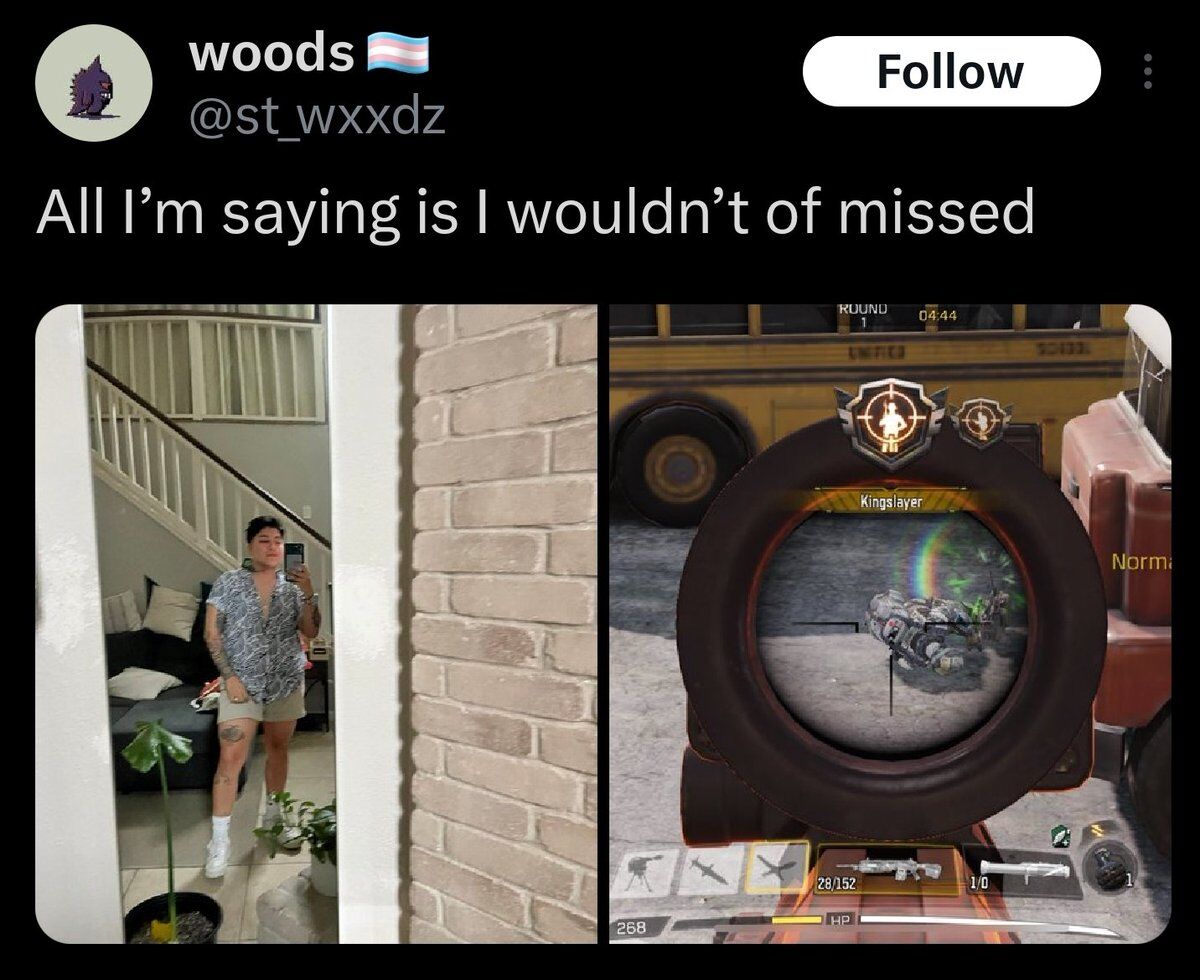 woods
@st_wxxdz
Follow
All I’m saying is I wouldn’t of missed
ROUND
1
04:44
Kingslayer
28/152
1/0
1
268
HP